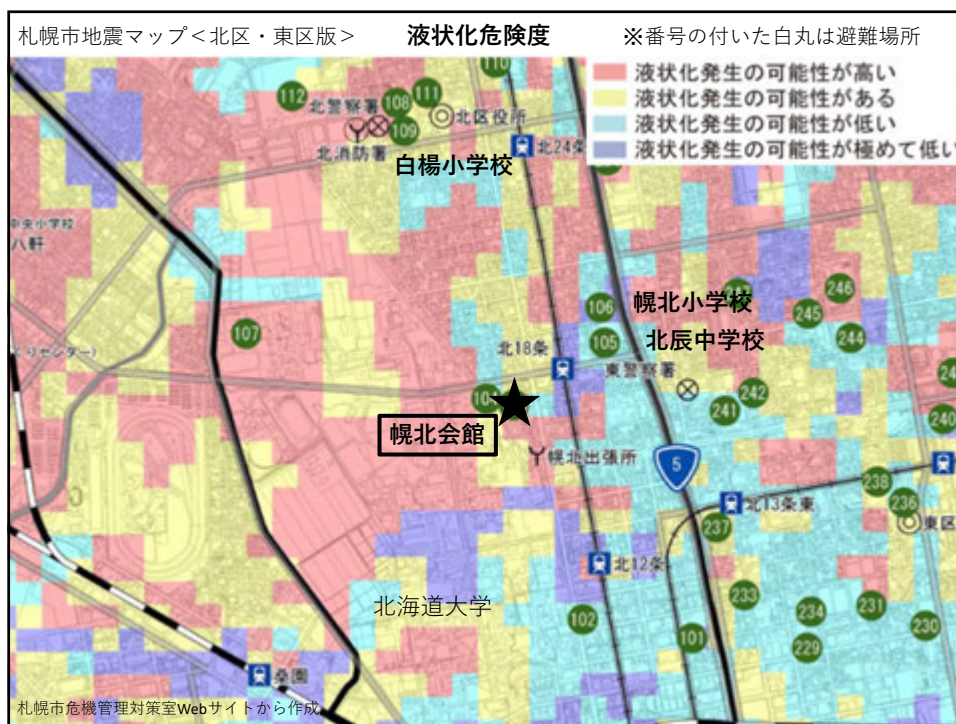 札幌市地震マップ＜北区・東区版＞
液状化危険度
※番号の付いた白丸は避難場所
液状化発生の可能性が高い
液状化発生の可能性がある
液状化発生の可能性が低い
液状化発生の可能性が極めて低い
110
112
108
111
北警察署
北区役所
109
北消防署
北24条
白楊小学校
中央小学校
八軒
246
106
幌北小学校
245
107
105
北辰中学校
244
北18条
東警察署
242
241
240
幌北会館
幌北出張所
5
238
236
北13条東
237
東区
北12条
北海道大学
233
234
231
102
230
101
229
桑園
札幌市危機管理対策室Webサイトから作成